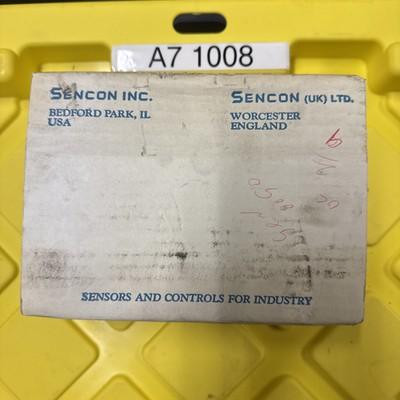 A7 1008
SENCON INC.
BEDFORD PARK, IL
USA
SENCON (UK) LTD.
WORCESTER
ENGLAND
SENSORS AND CONTROLS FOR INDUSTRY